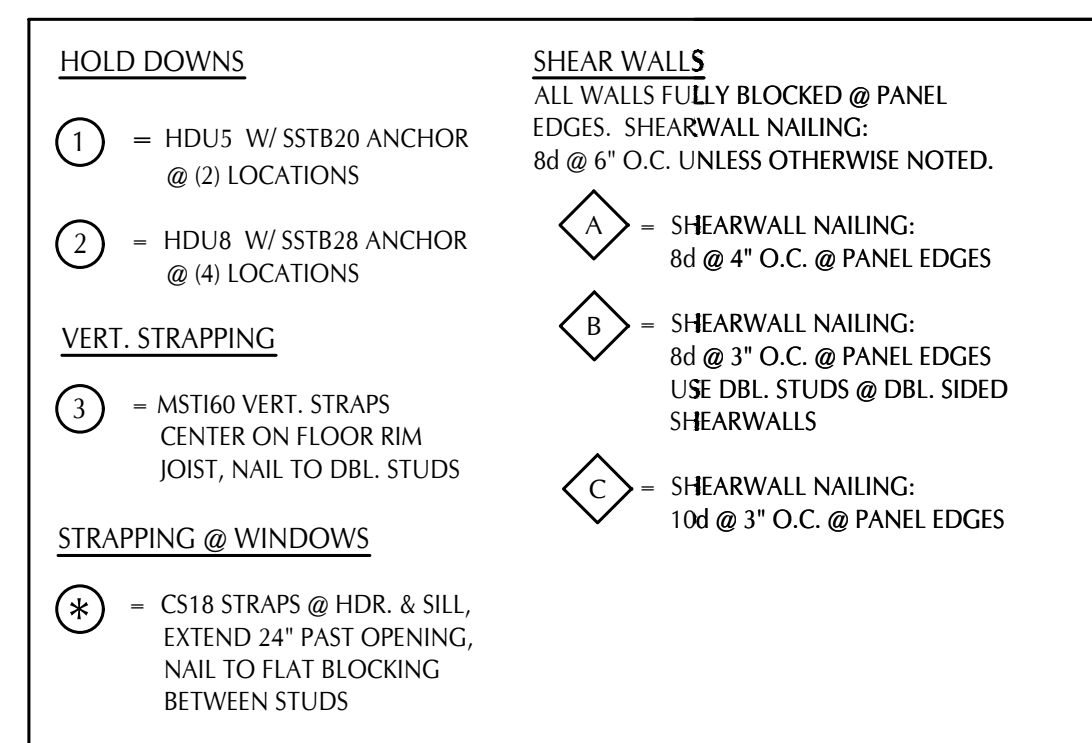 HOLD DOWNS
1 = HDU5 W/ SSTB20 ANCHOR
@ (2) LOCATIONS
2 = HDU8 W/ SSTB28 ANCHOR
@ (4) LOCATIONS
VERT. STRAPPING
3 = MSTI60 VERT. STRAPS
CENTER ON FLOOR RIM
JOIST, NAIL TO DBL. STUDS
STRAPPING @ WINDOWS
* = CS18 STRAPS @ HDR. & SILL,
EXTEND 24" PAST OPENING,
NAIL TO FLAT BLOCKING
BETWEEN STUDS
SHEAR WALLS
ALL WALLS FULLY BLOCKED @ PANEL
EDGES. SHEARWALL NAILING:
8d @ 6" O.C. UNLESS OTHERWISE NOTED.
A = SHEARWALL NAILING:
8d @ 4" O.C. @ PANEL EDGES
B = SHEARWALL NAILING:
8d @ 3" O.C. @ PANEL EDGES
USE DBL. STUDS @ DBL. SIDED
SHEARWALLS
C = SHEARWALL NAILING:
10d @ 3" O.C. @ PANEL EDGES